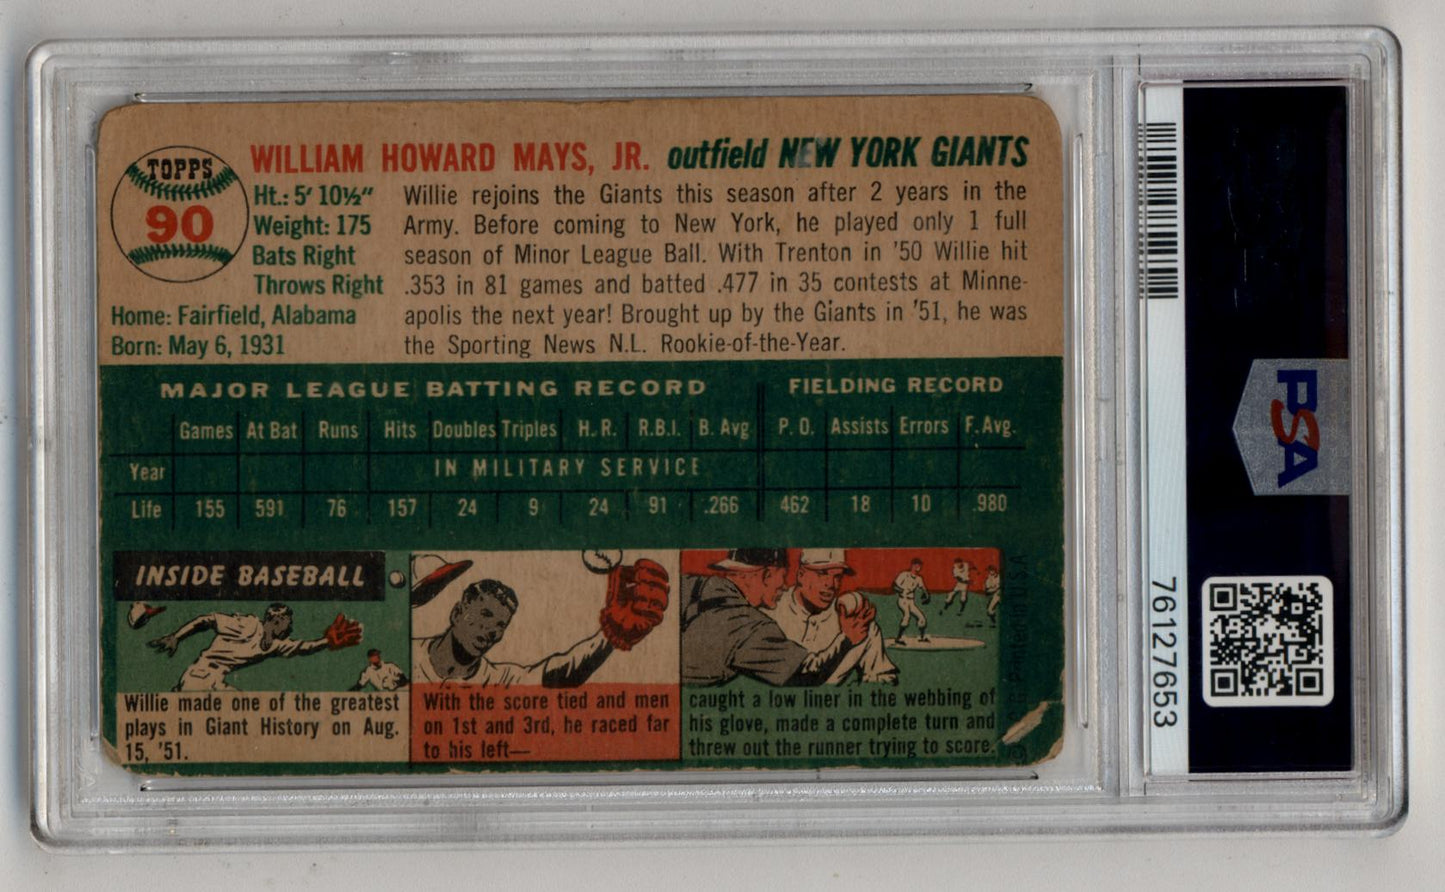 TOPPS
90
WILLIAM HOWARD MAYS, JR. outfield NEW YORK GIANTS
Ht.: 5' 10½"
Weight: 175
Bats Right
Throws Right
Home: Fairfield, Alabama
Born: May 6, 1931
Willie rejoins the Giants this season after 2 years in the
Army. Before coming to New York, he played only 1 full
season of Minor League Ball. With Trenton in '50 Willie hit
.353 in 81 games and batted .477 in 35 contests at Minne-
apolis the next year! Brought up by the Giants in '51, he was
the Sporting News N.L. Rookie-of-the-Year.
MAJOR LEAGUE BATTING RECORD FIELDING RECORD
Games At Bat Runs Hits Doubles Triples H.R. R.B.I. B. Avg P.O. Assists Errors F. Avg.
Year IN MILITARY SERVICE
Life 155 591 76 157 24 9 24 91 .266 462 18 10 .980
INSIDE BASEBALL
Willie made one of the greatest
plays in Giant History on Aug.
15, '51.
With the score tied and men
on 1st and 3rd, he raced far
to his left—
caught a low liner in the webbing of
his glove, made a complete turn and
threw out the runner trying to score.
Printed in U.S.A
PSA
76127653